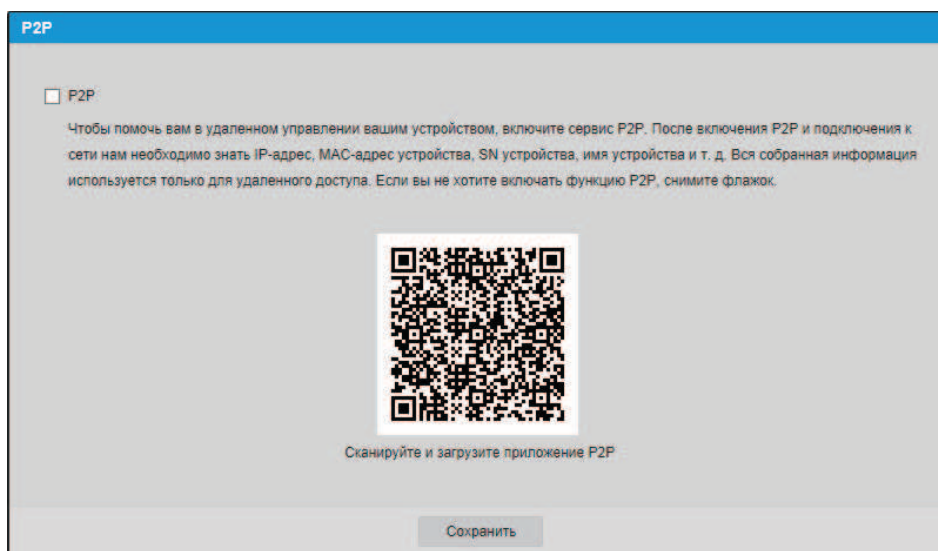 P2P
P2P
Чтобы помочь вам в удаленном управлении вашим устройством, включите сервис P2P. После включения P2P и подключения к
сети нам необходимо знать IP-адрес, MAC-адрес устройства, SN устройства, имя устройства и т. д. Вся собранная информация
используется только для удаленного доступа. Если вы не хотите включать функцию P2P, снимите флажок.
Сканируйте и загрузите приложение P2P
Сохранить